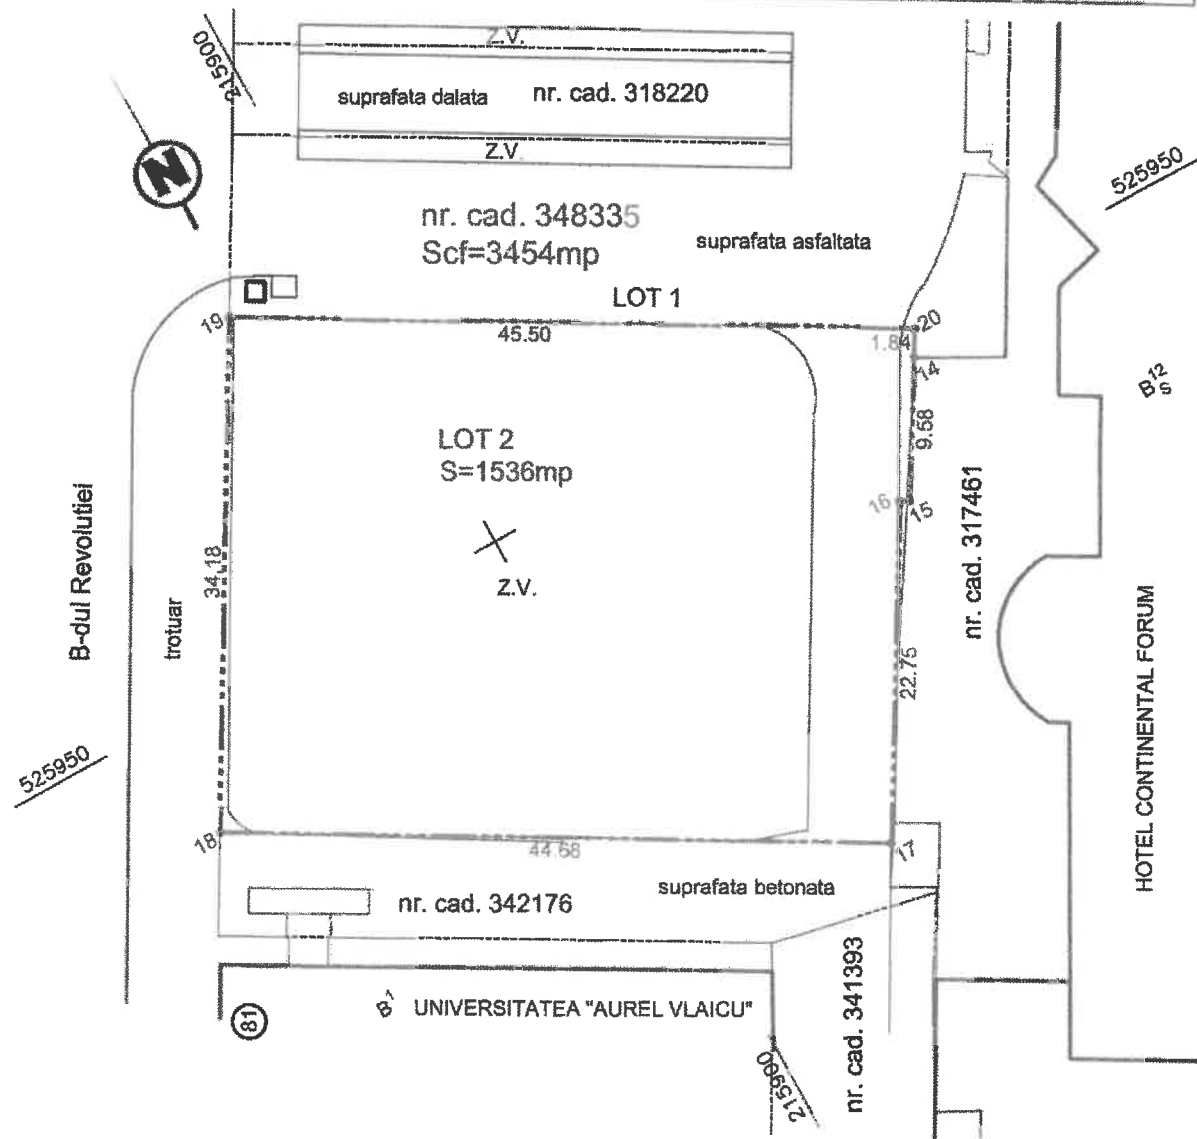 215900
Z.V.
suprafata dalata
nr. cad. 318220
Z.V.
N
525950
nr. cad. 348335
Scf=3454mp
suprafata asfaltata
LOT 1
19
45.50
20
1.84
14
B12s
LOT 2
S=1536mp
9.58
16
15
B-dul Revolutiei
34.18
trotuar
Z.V.
nr. cad. 317461
22.75
HOTEL CONTINENTAL FORUM
525950
18
44.68
17
nr. cad. 342176
suprafata betonata
81
B1
UNIVERSITATEA "AUREL VLAICU"
nr. cad. 341393
215900